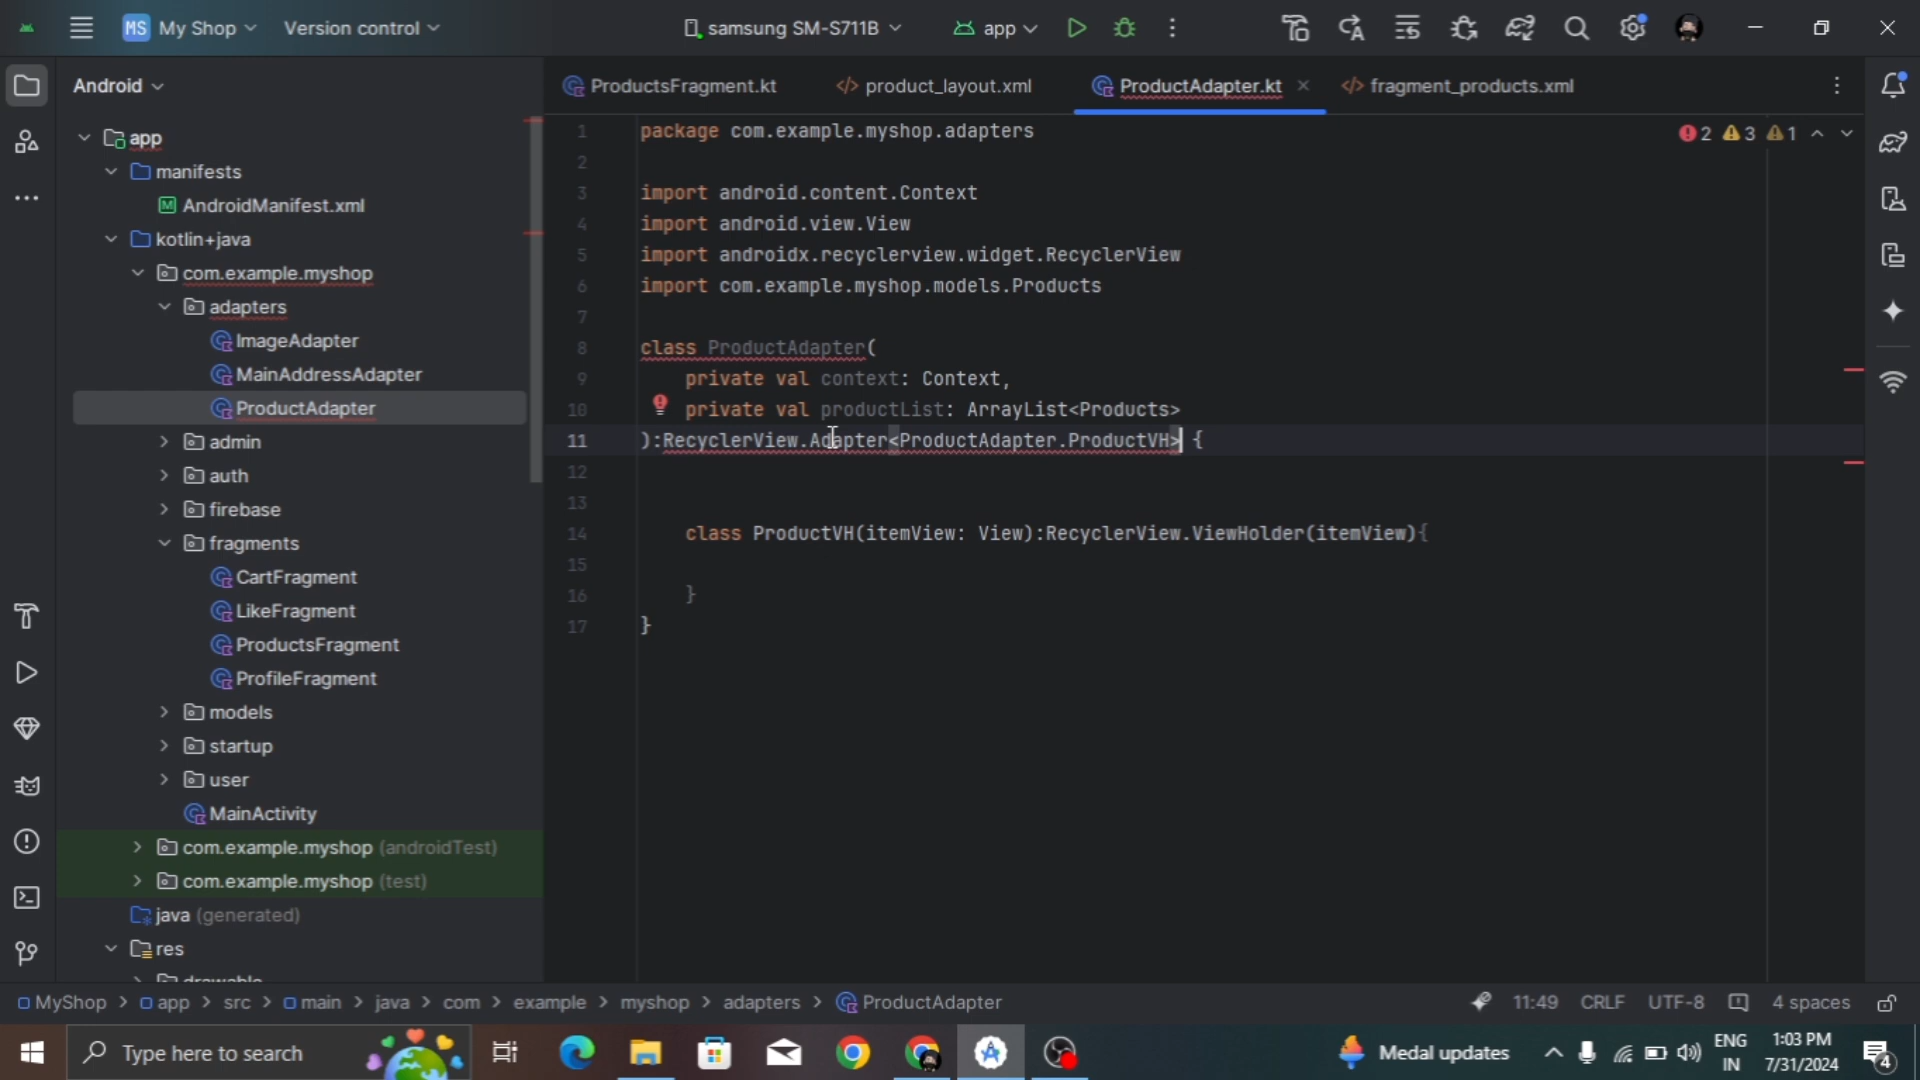 MS My Shop Version control samsung SM-S711B app
Android ProductsFragment.kt </> product_layout.xml ProductAdapter.kt </> fragment_products.xml
app
manifests
AndroidManifest.xml
kotlin+java
com.example.myshop
adapters
ImageAdapter
MainAddressAdapter
ProductAdapter
admin
auth
firebase
fragments
CartFragment
LikeFragment
ProductsFragment
ProfileFragment
models
startup
user
MainActivity
com.example.myshop (androidTest)
com.example.myshop (test)
java (generated)
res
2 3 1
1 package com.example.myshop.adapters
2
3 import android.content.Context
4 import android.view.View
5 import androidx.recyclerview.widget.RecyclerView
6 import com.example.myshop.models.Products
7
8 class ProductAdapter(
9 private val context: Context,
10 private val productList: ArrayList<Products>
11 ):RecyclerView.Adapter<ProductAdapter.ProductVH> {
12
13
14 class ProductVH(itemView: View):RecyclerView.ViewHolder(itemView){
15
16 }
17 }
MyShop > app > src > main > java > com > example > myshop > adapters > ProductAdapter 11:49 CRLF UTF-8 4 spaces
Type here to search Medal updates ENG IN 1:03 PM 7/31/2024 4